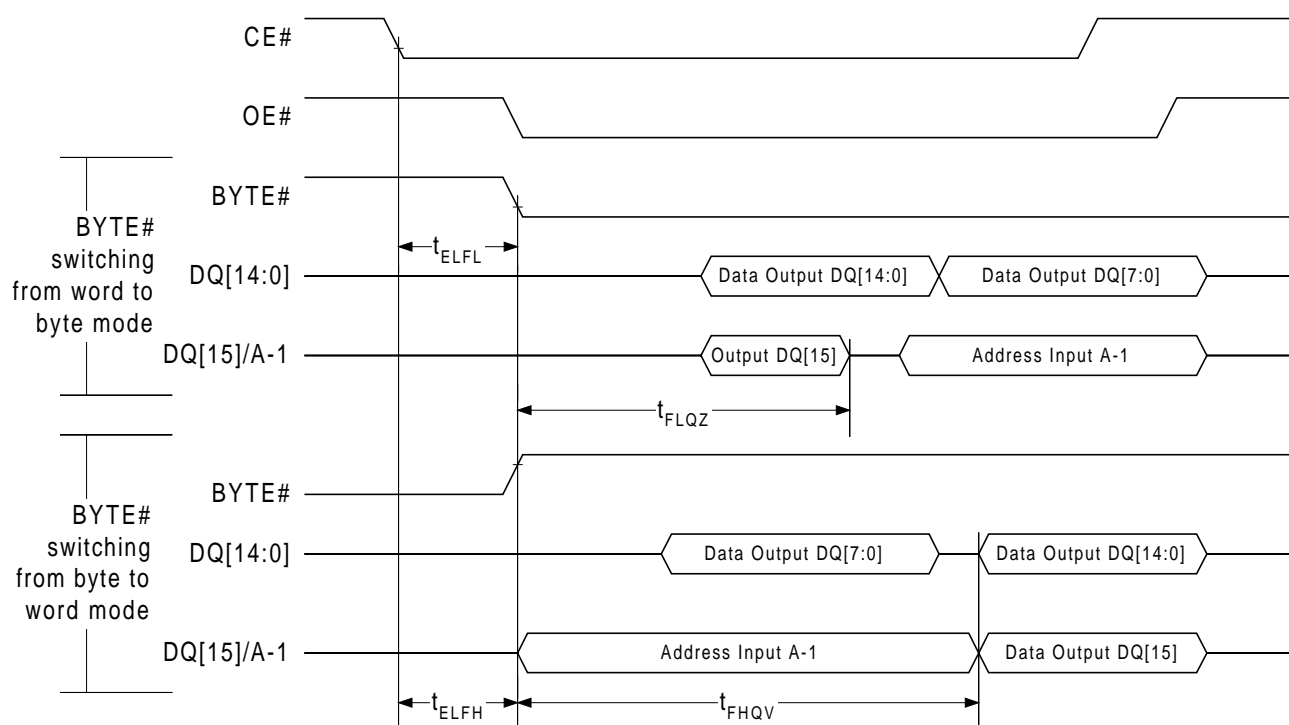 CE#
OE#
BYTE#
BYTE#
switching
from word to
byte mode
tELFL
DQ[14:0]
Data Output DQ[14:0]
Data Output DQ[7:0]
DQ[15]/A-1
Output DQ[15]
Address Input A-1
tFLQZ
BYTE#
BYTE#
switching
from byte to
word mode
DQ[14:0]
Data Output DQ[7:0]
Data Output DQ[14:0]
DQ[15]/A-1
Address Input A-1
Data Output DQ[15]
tELFH
tFHQV